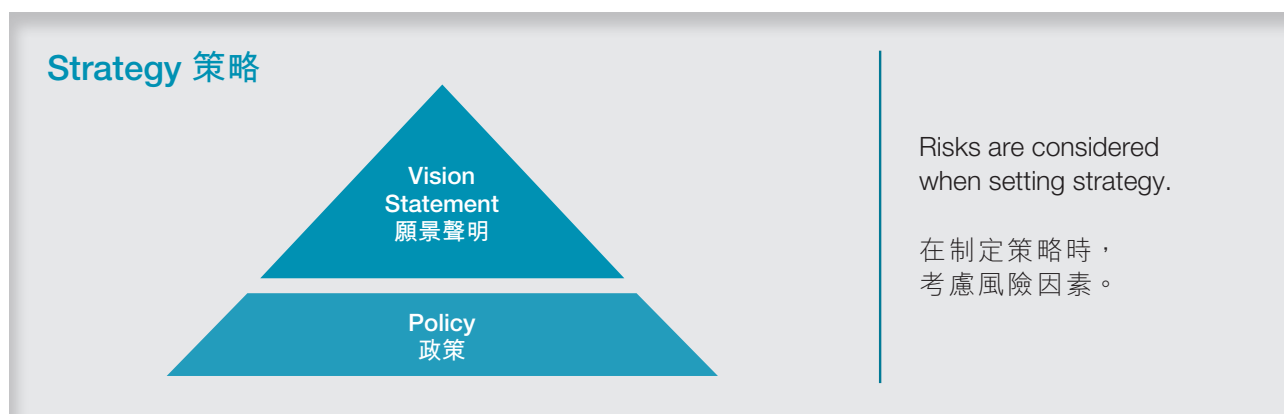 Strategy 策略
Vision
Statement
願景聲明
Policy
政策
Risks are considered
when setting strategy.
在制定策略時，
考慮風險因素。